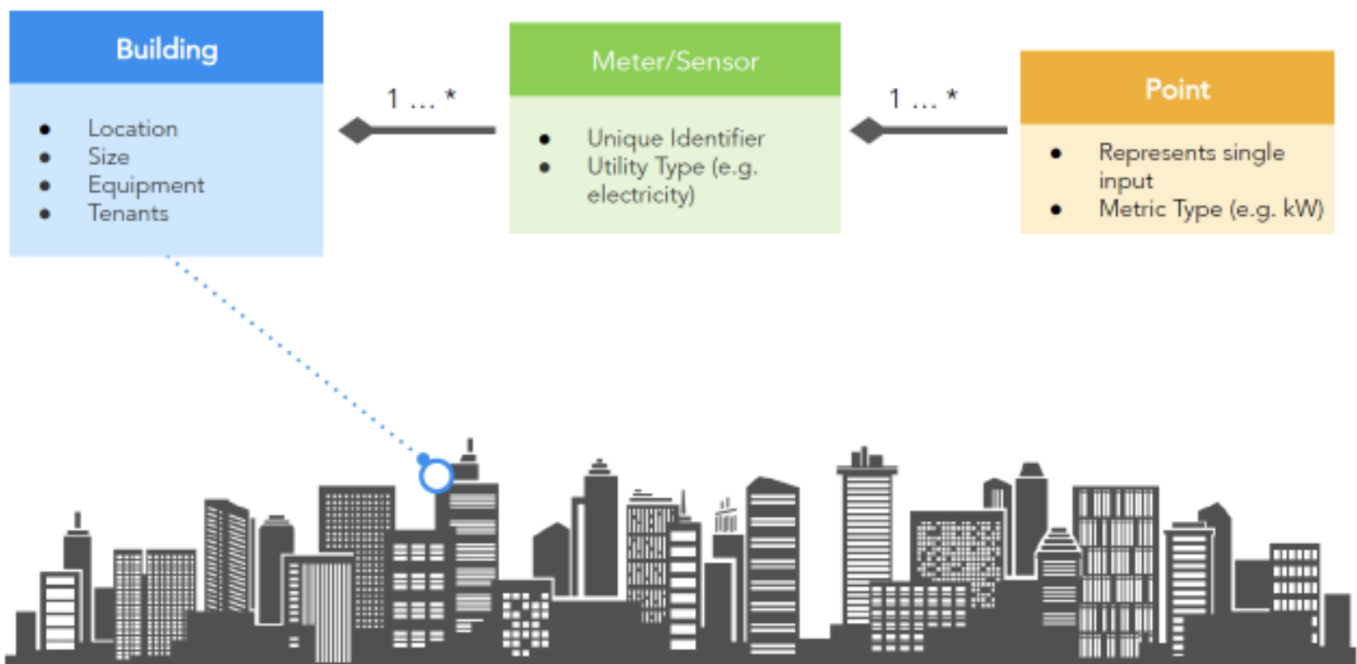 Building
● Location
● Size
● Equipment
● Tenants
1 ... *
Meter/Sensor
● Unique Identifier
● Utility Type (e.g.
electricity)
1 ... *
Point
● Represents single
input
● Metric Type (e.g. kW)